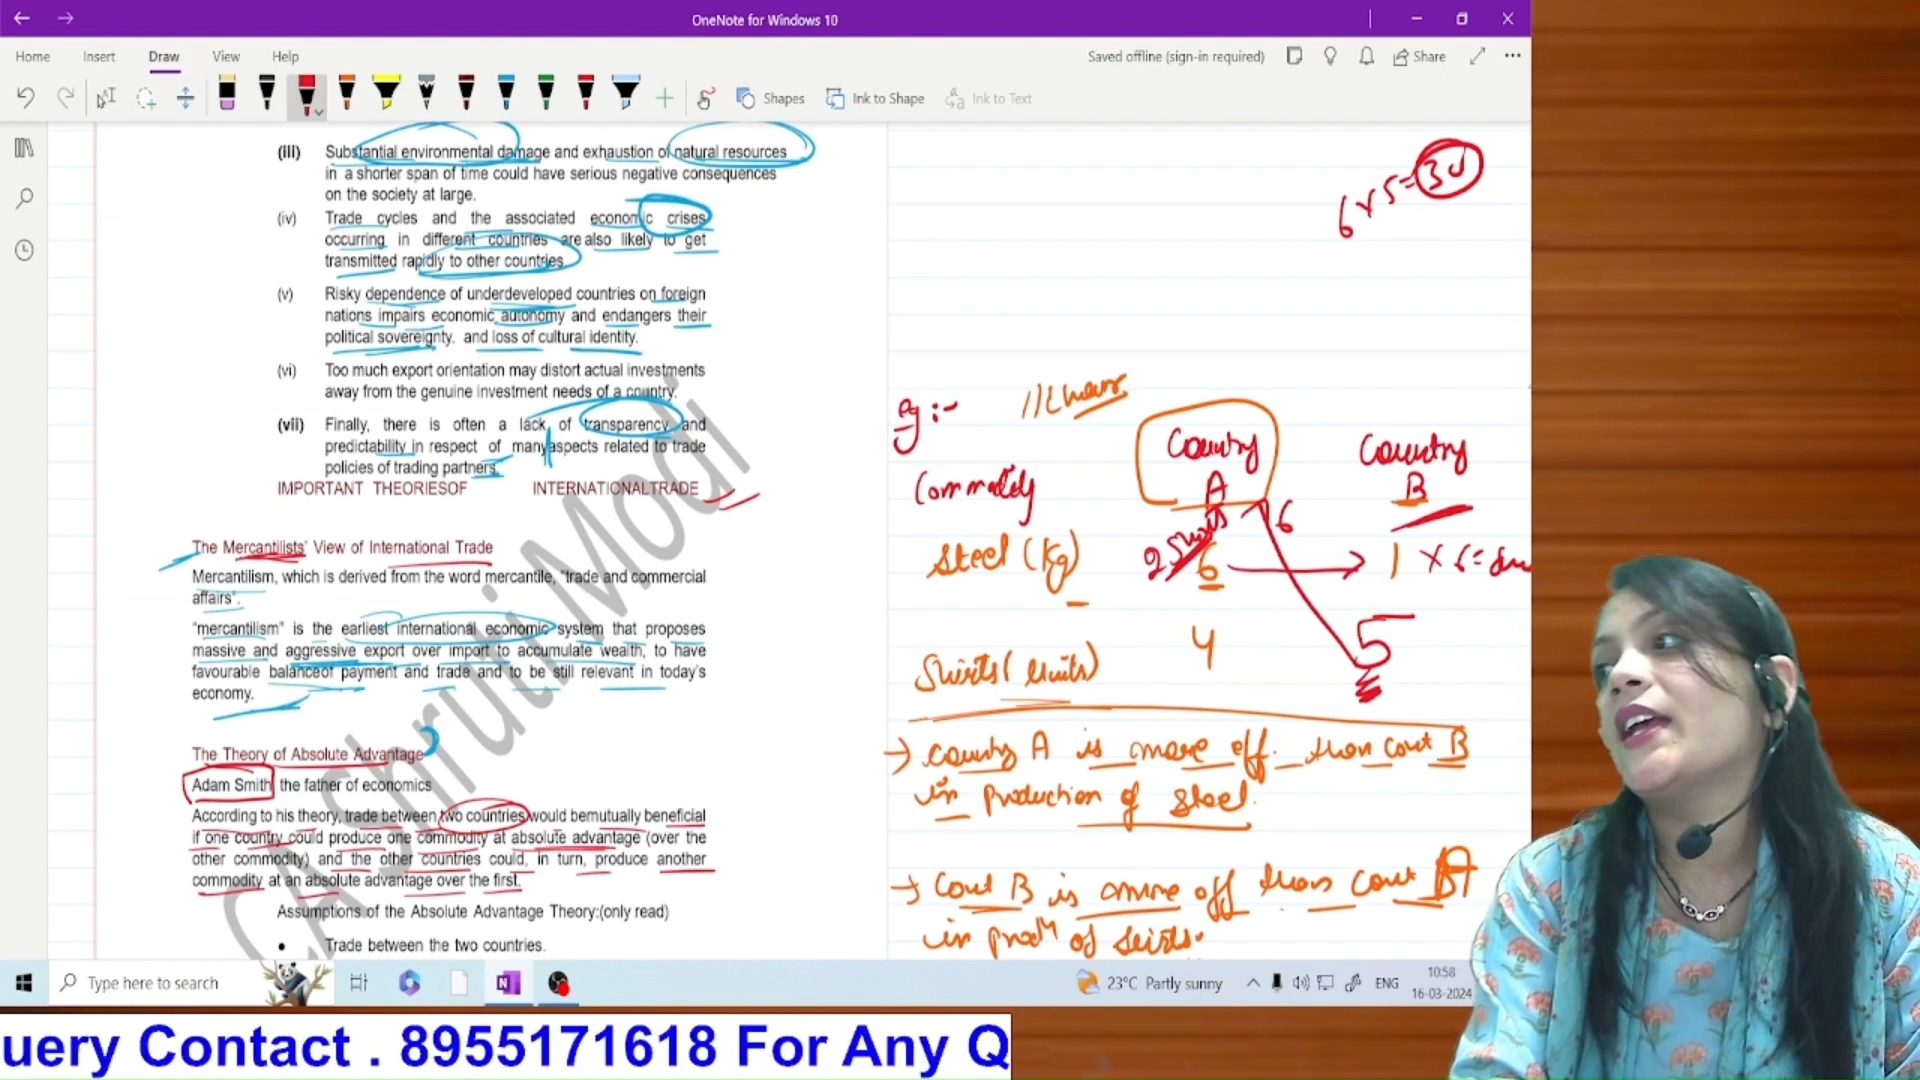 OneNote for Windows 10
Home Insert Draw View Help
Saved offline (sign-in required) Share
Shapes Ink to Shape Ink to Text
(iii) Substantial environmental damage and exhaustion of natural resources
in a shorter span of time could have serious negative consequences
on the society at large.
(iv) Trade cycles and the associated economic crises
occurring in different countries are also likely to get
transmitted rapidly to other countries.
(v) Risky dependence of underdeveloped countries on foreign
nations impairs economic autonomy and endangers their
political sovereignty. and loss of cultural identity.
(vi) Too much export orientation may distort actual investments
away from the genuine investment needs of a country.
(vii) Finally, there is often a lack of transparency and
predictability in respect of many aspects related to trade
policies of trading partners.
IMPORTANT THEORIESOF INTERNATIONALTRADE
The Mercantilists' View of International Trade
Mercantilism, which is derived from the word mercantile, "trade and commercial
affairs".
"mercantilism" is the earliest international economic system that proposes
massive and aggressive export over import to accumulate wealth, to have
favourable balanceof payment and trade and to be still relevant in today's
economy.
The Theory of Absolute Advantage
Adam Smith the father of economics
According to his theory, trade between two countries would bemutually beneficial
if one country could produce one commodity at absolute advantage (over the
other commodity) and the other countries could, in turn, produce another
commodity at an absolute advantage over the first.
Assumptions of the Absolute Advantage Theory:(only read)
• Trade between the two countries.
CA Shruti Modi
6 x 5 = 30
eg :-
Country A Country B
Commodity
Steel (Kg) 6 1 x 6 =
6
Shirts (Units) 4 5
→ County A is more eff. than Cout B
in production of steel.
→ Cout B is more eff than Cout A
in prodn of
Type here to search
23°C Partly sunny ENG 10:58
16-03-2024
uery Contact . 8955171618 For Any Q